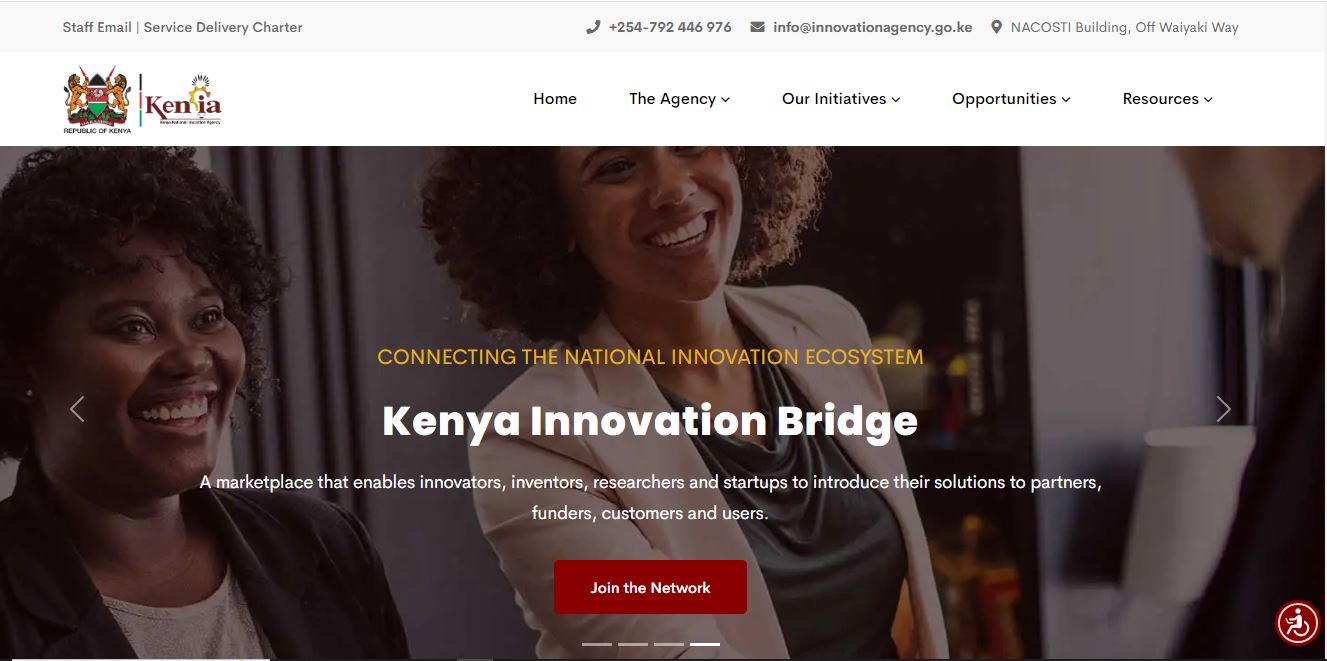 Staff Email | Service Delivery Charter
+254-792 446 976
info@innovationagency.go.ke
NACOSTI Building, Off Waiyaki Way
REPUBLIC OF KENYA
Kenia
Kenya National Innovation Agency
Home
The Agency
Our Initiatives
Opportunities
Resources
CONNECTING THE NATIONAL INNOVATION ECOSYSTEM
Kenya Innovation Bridge
A marketplace that enables innovators, inventors, researchers and startups to introduce their solutions to partners,
funders, customers and users.
Join the Network